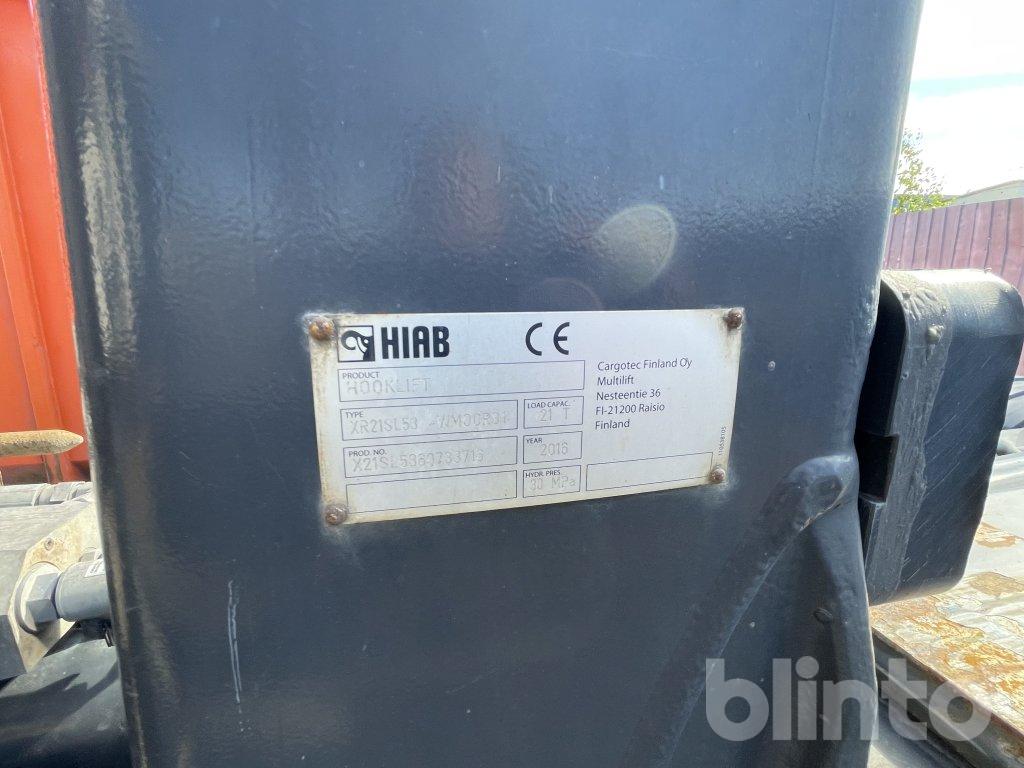 HIAB CE
PRODUCT
HOOKLIFT
TYPE
LOAD CAPAC.
21 T
PROD. NO.
YEAR
2016
HYDR. PRES.
30 MPa
Cargotec Finland Oy
Multilift
Nesteentie 36
FI-21200 Raisio
Finland
blinto